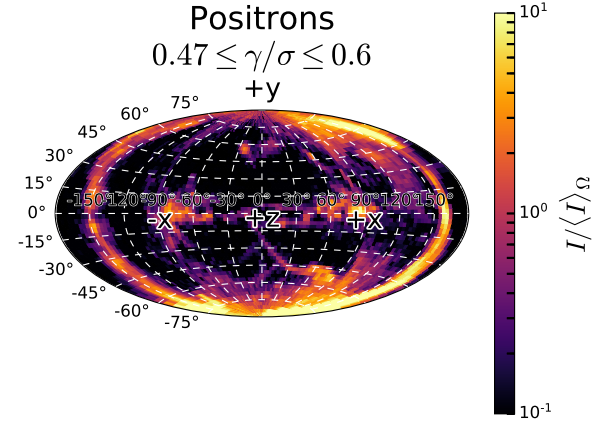 Positrons
0.47 ≤ γ/σ ≤ 0.6
+y
75°
60°
45°
30°
15°
0°
-15°
-30°
-45°
-60°
-75°
-150° -120° -90° -60° -30° 0° 30° 60° 90° 120° 150°
-x +z +x
10¹
10⁰
10⁻¹
I/⟨I⟩Ω